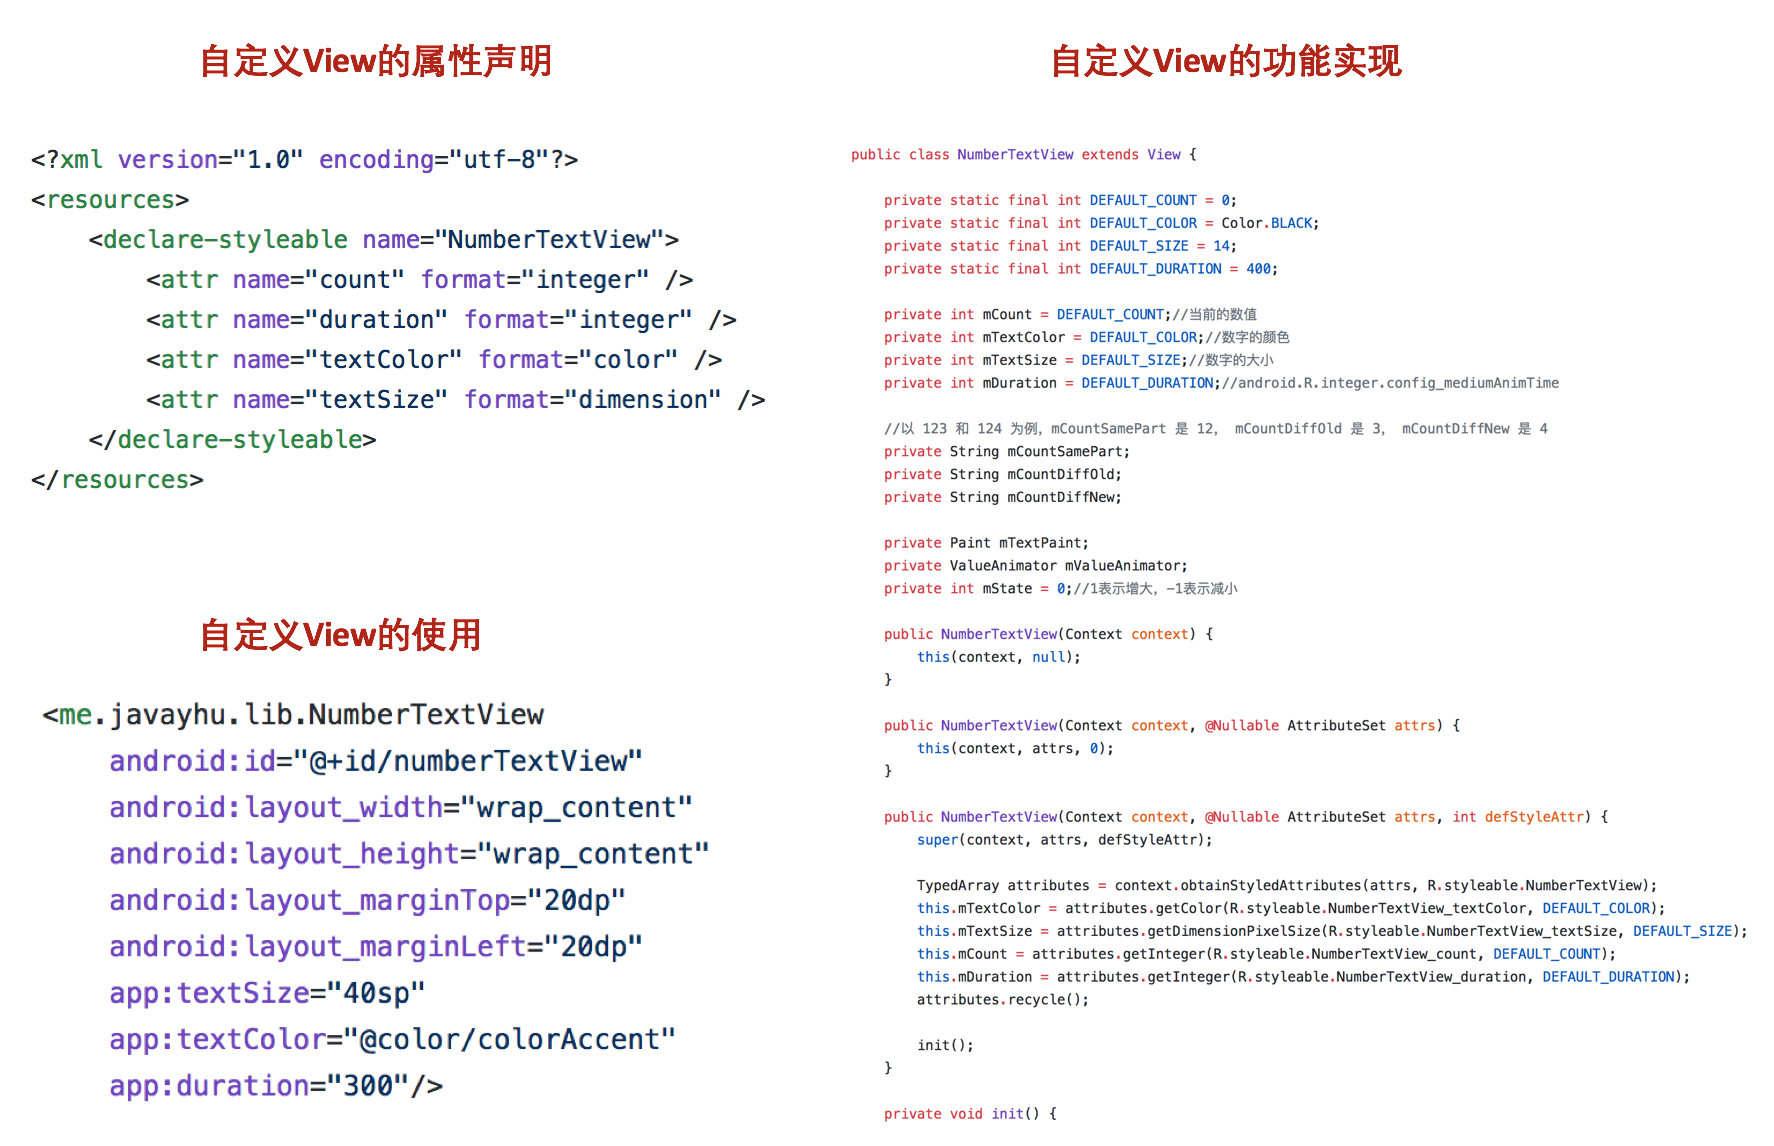 自定义View的属性声明
<?xml version="1.0" encoding="utf-8"?>
<resources>
    <declare-styleable name="NumberTextView">
        <attr name="count" format="integer" />
        <attr name="duration" format="integer" />
        <attr name="textColor" format="color" />
        <attr name="textSize" format="dimension" />
    </declare-styleable>
</resources>
自定义View的使用
<me.javayhu.lib.NumberTextView
    android:id="@+id/numberTextView"
    android:layout_width="wrap_content"
    android:layout_height="wrap_content"
    android:layout_marginTop="20dp"
    android:layout_marginLeft="20dp"
    app:textSize="40sp"
    app:textColor="@color/colorAccent"
    app:duration="300"/>
自定义View的功能实现
public class NumberTextView extends View {
    private static final int DEFAULT_COUNT = 0;
    private static final int DEFAULT_COLOR = Color.BLACK;
    private static final int DEFAULT_SIZE = 14;
    private static final int DEFAULT_DURATION = 400;
    private int mCount = DEFAULT_COUNT;//当前的数值
    private int mTextColor = DEFAULT_COLOR;//数字的颜色
    private int mTextSize = DEFAULT_SIZE;//数字的大小
    private int mDuration = DEFAULT_DURATION;//android.R.integer.config_mediumAnimTime
    //以 123 和 124 为例，mCountSamePart 是 12， mCountDiffOld 是 3， mCountDiffNew 是 4
    private String mCountSamePart;
    private String mCountDiffOld;
    private String mCountDiffNew;
    private Paint mTextPaint;
    private ValueAnimator mValueAnimator;
    private int mState = 0;//1表示增大，-1表示减小
    public NumberTextView(Context context) {
        this(context, null);
    }
    public NumberTextView(Context context, @Nullable AttributeSet attrs) {
        this(context, attrs, 0);
    }
    public NumberTextView(Context context, @Nullable AttributeSet attrs, int defStyleAttr) {
        super(context, attrs, defStyleAttr);
        TypedArray attributes = context.obtainStyledAttributes(attrs, R.styleable.NumberTextView);
        this.mTextColor = attributes.getColor(R.styleable.NumberTextView_textColor, DEFAULT_COLOR);
        this.mTextSize = attributes.getDimensionPixelSize(R.styleable.NumberTextView_textSize, DEFAULT_SIZE);
        this.mCount = attributes.getInteger(R.styleable.NumberTextView_count, DEFAULT_COUNT);
        this.mDuration = attributes.getInteger(R.styleable.NumberTextView_duration, DEFAULT_DURATION);
        attributes.recycle();
        init();
    }
    private void init() {